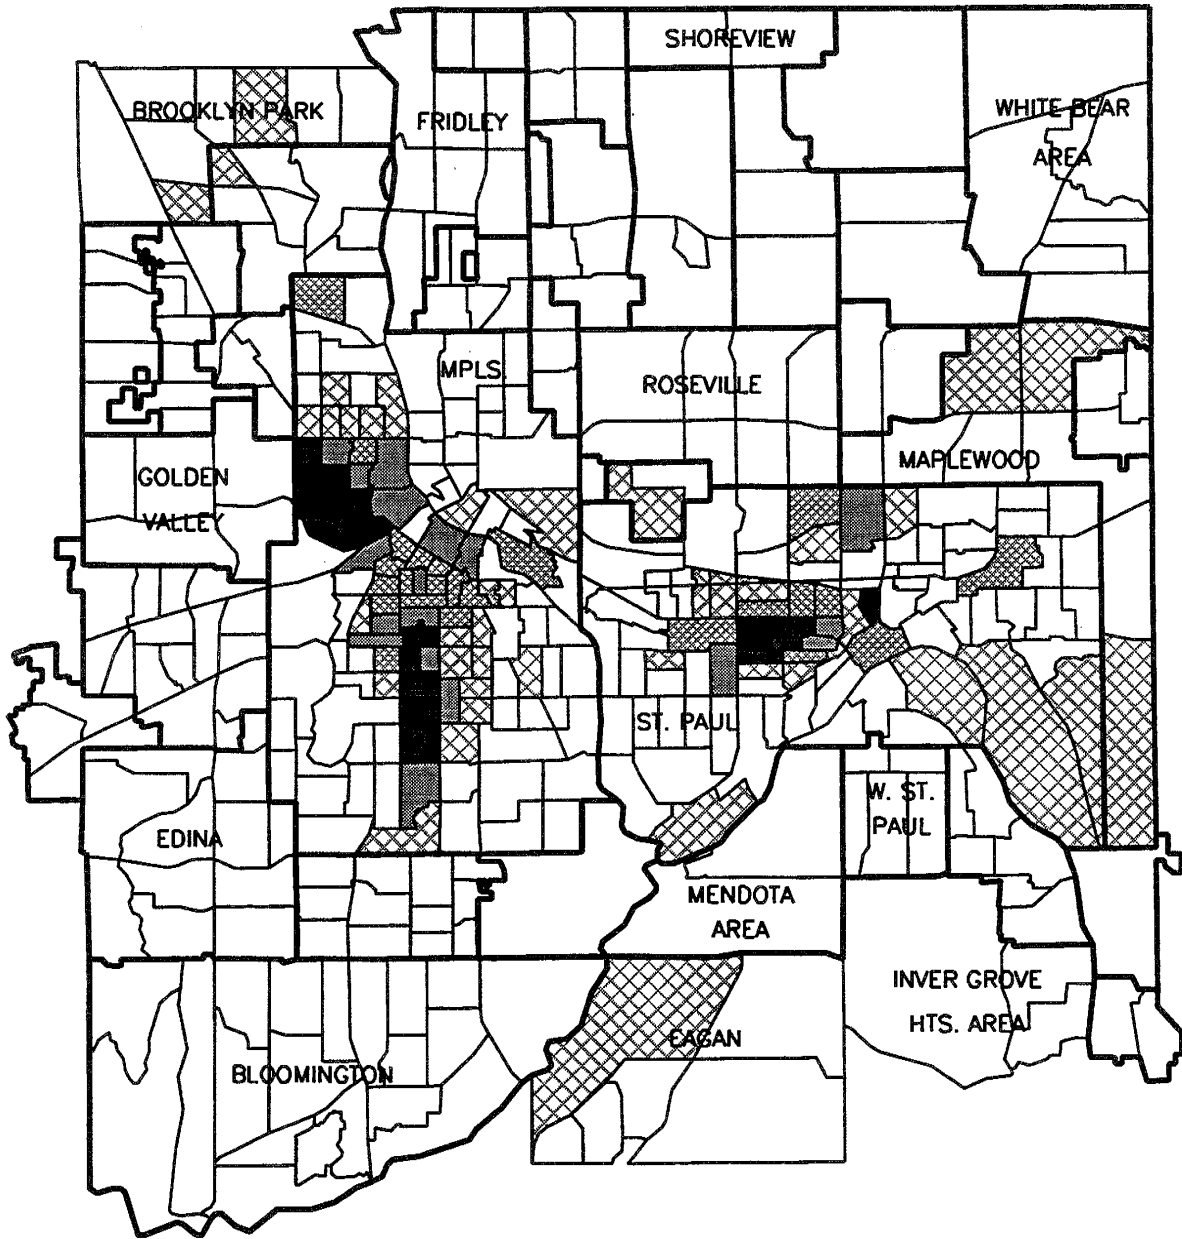 SHOREVIEW
BROOKLYN PARK
FRIDLEY
WHITE BEAR
AREA
MPLS.
ROSEVILLE
GOLDEN
VALLEY
MAPLEWOOD
ST. PAUL
EDINA
W. ST.
PAUL
MENDOTA
AREA
INVER GROVE
HTS. AREA
EAGAN
BLOOMINGTON